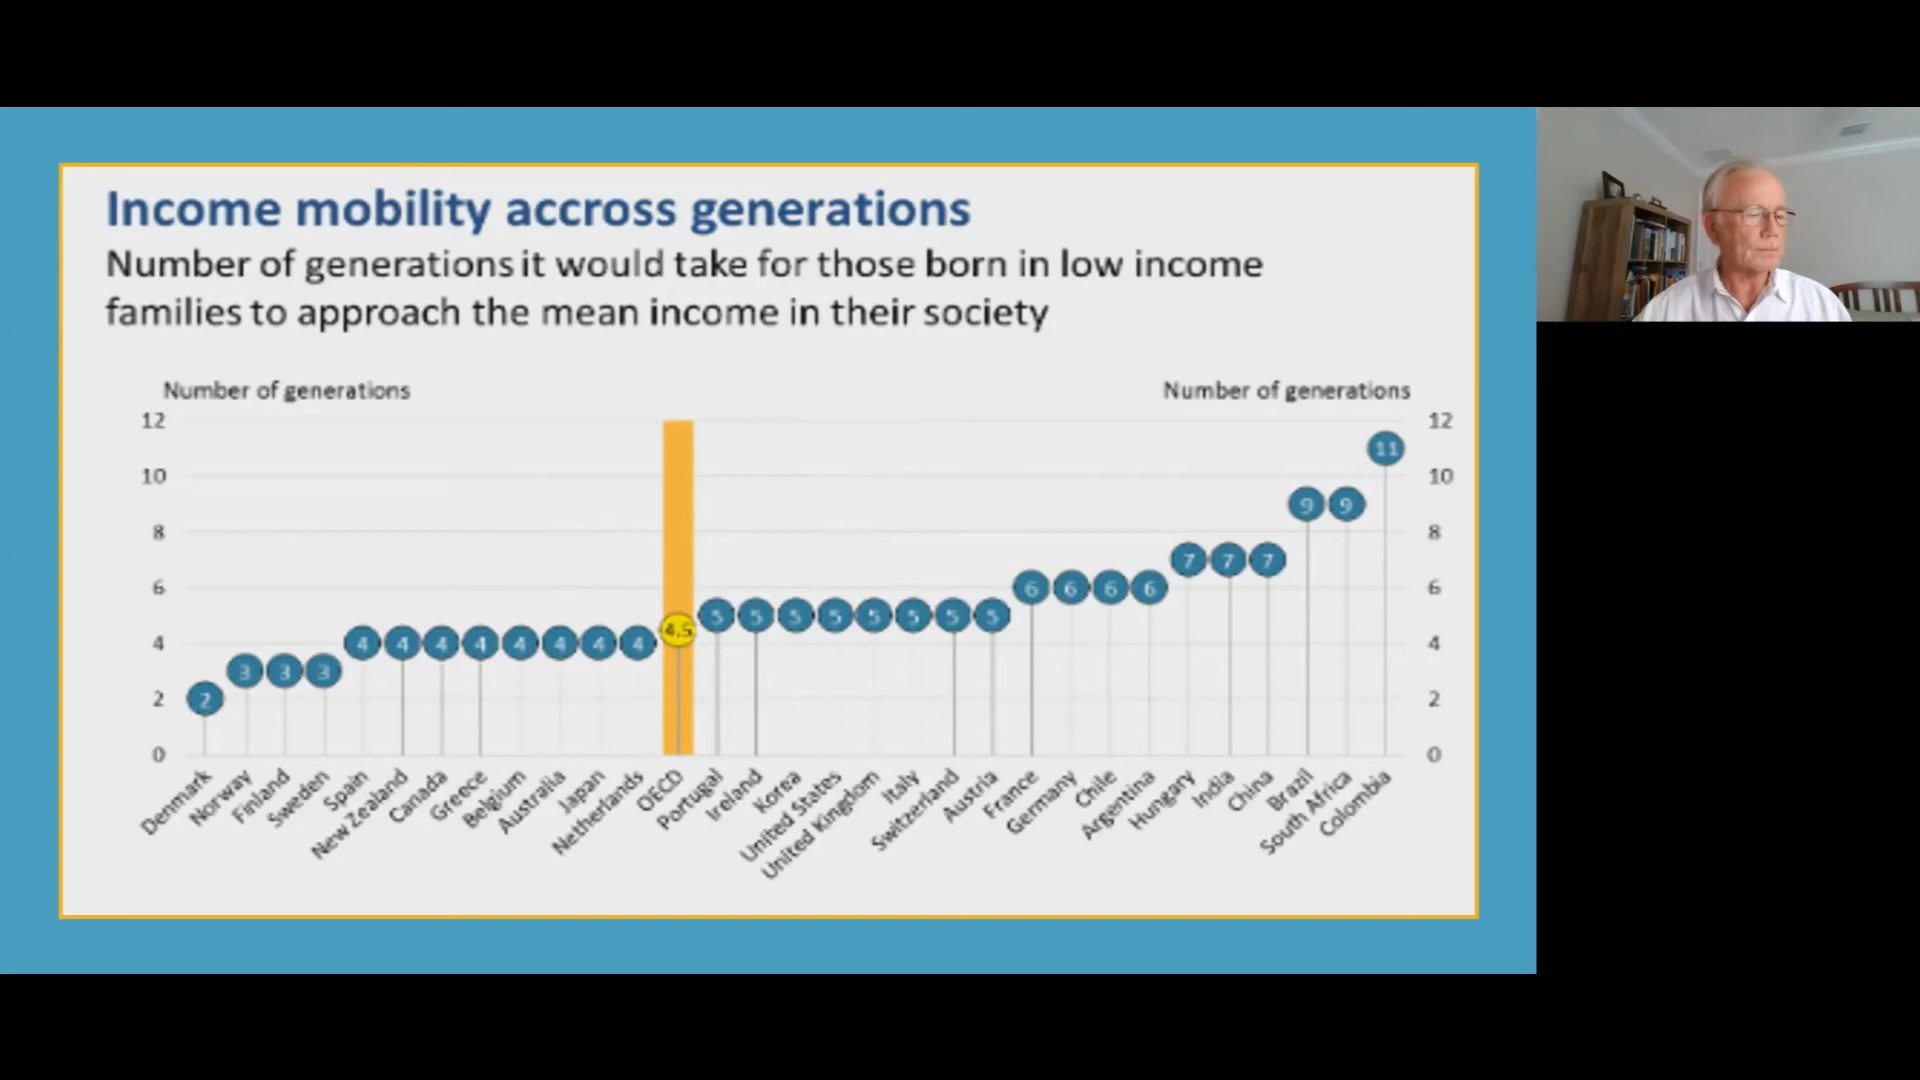 Income mobility accross generations
Number of generations it would take for those born in low income
families to approach the mean income in their society
Number of generations
Number of generations
12
10
8
6
4
2
0
12
10
8
6
4
2
0
2
3
3
3
4
4
4
4
4
4
4
4
4.5
5
5
5
5
5
5
5
5
6
6
6
6
7
7
7
9
9
11
Denmark
Norway
Finland
Sweden
Spain
New Zealand
Canada
Greece
Belgium
Australia
Japan
Netherlands
OECD
Portugal
Ireland
Korea
United States
United Kingdom
Italy
Switzerland
Austria
France
Germany
Chile
Argentina
Hungary
India
China
Brazil
South Africa
Colombia